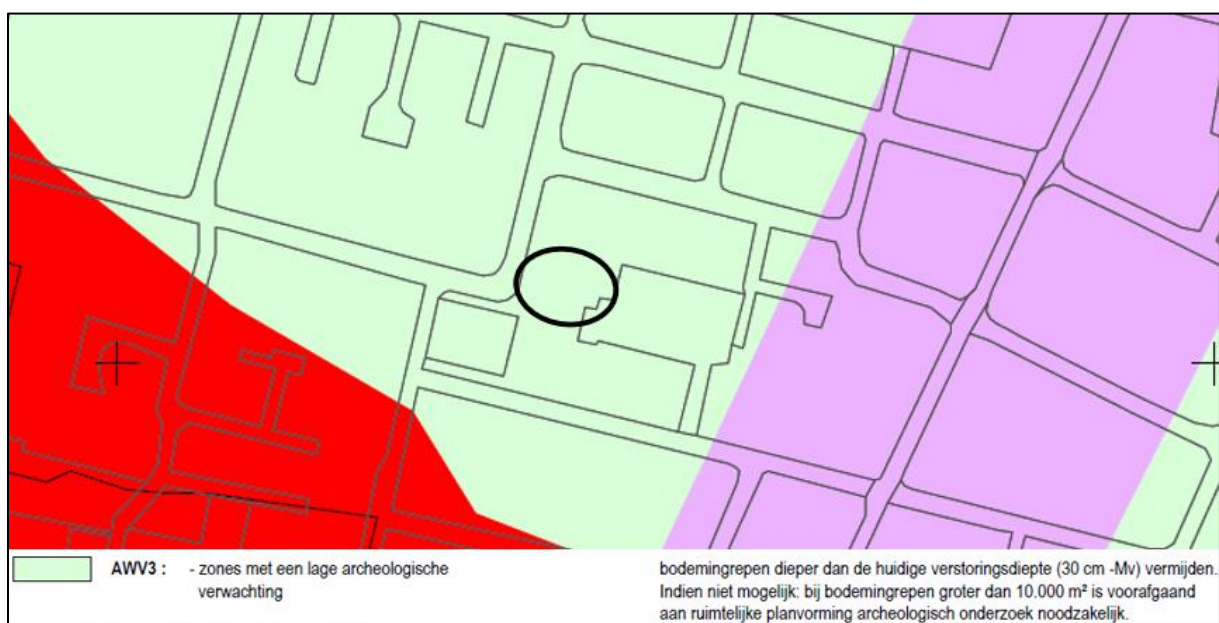 AWV3 : - zones met een lage archeologische
verwachting
bodemingrepen dieper dan de huidige verstoringsdiepte (30 cm -Mv) vermijden.
Indien niet mogelijk: bij bodemingrepen groter dan 10.000 m² is voorafgaand
aan ruimtelijke planvorming archeologisch onderzoek noodzakelijk.